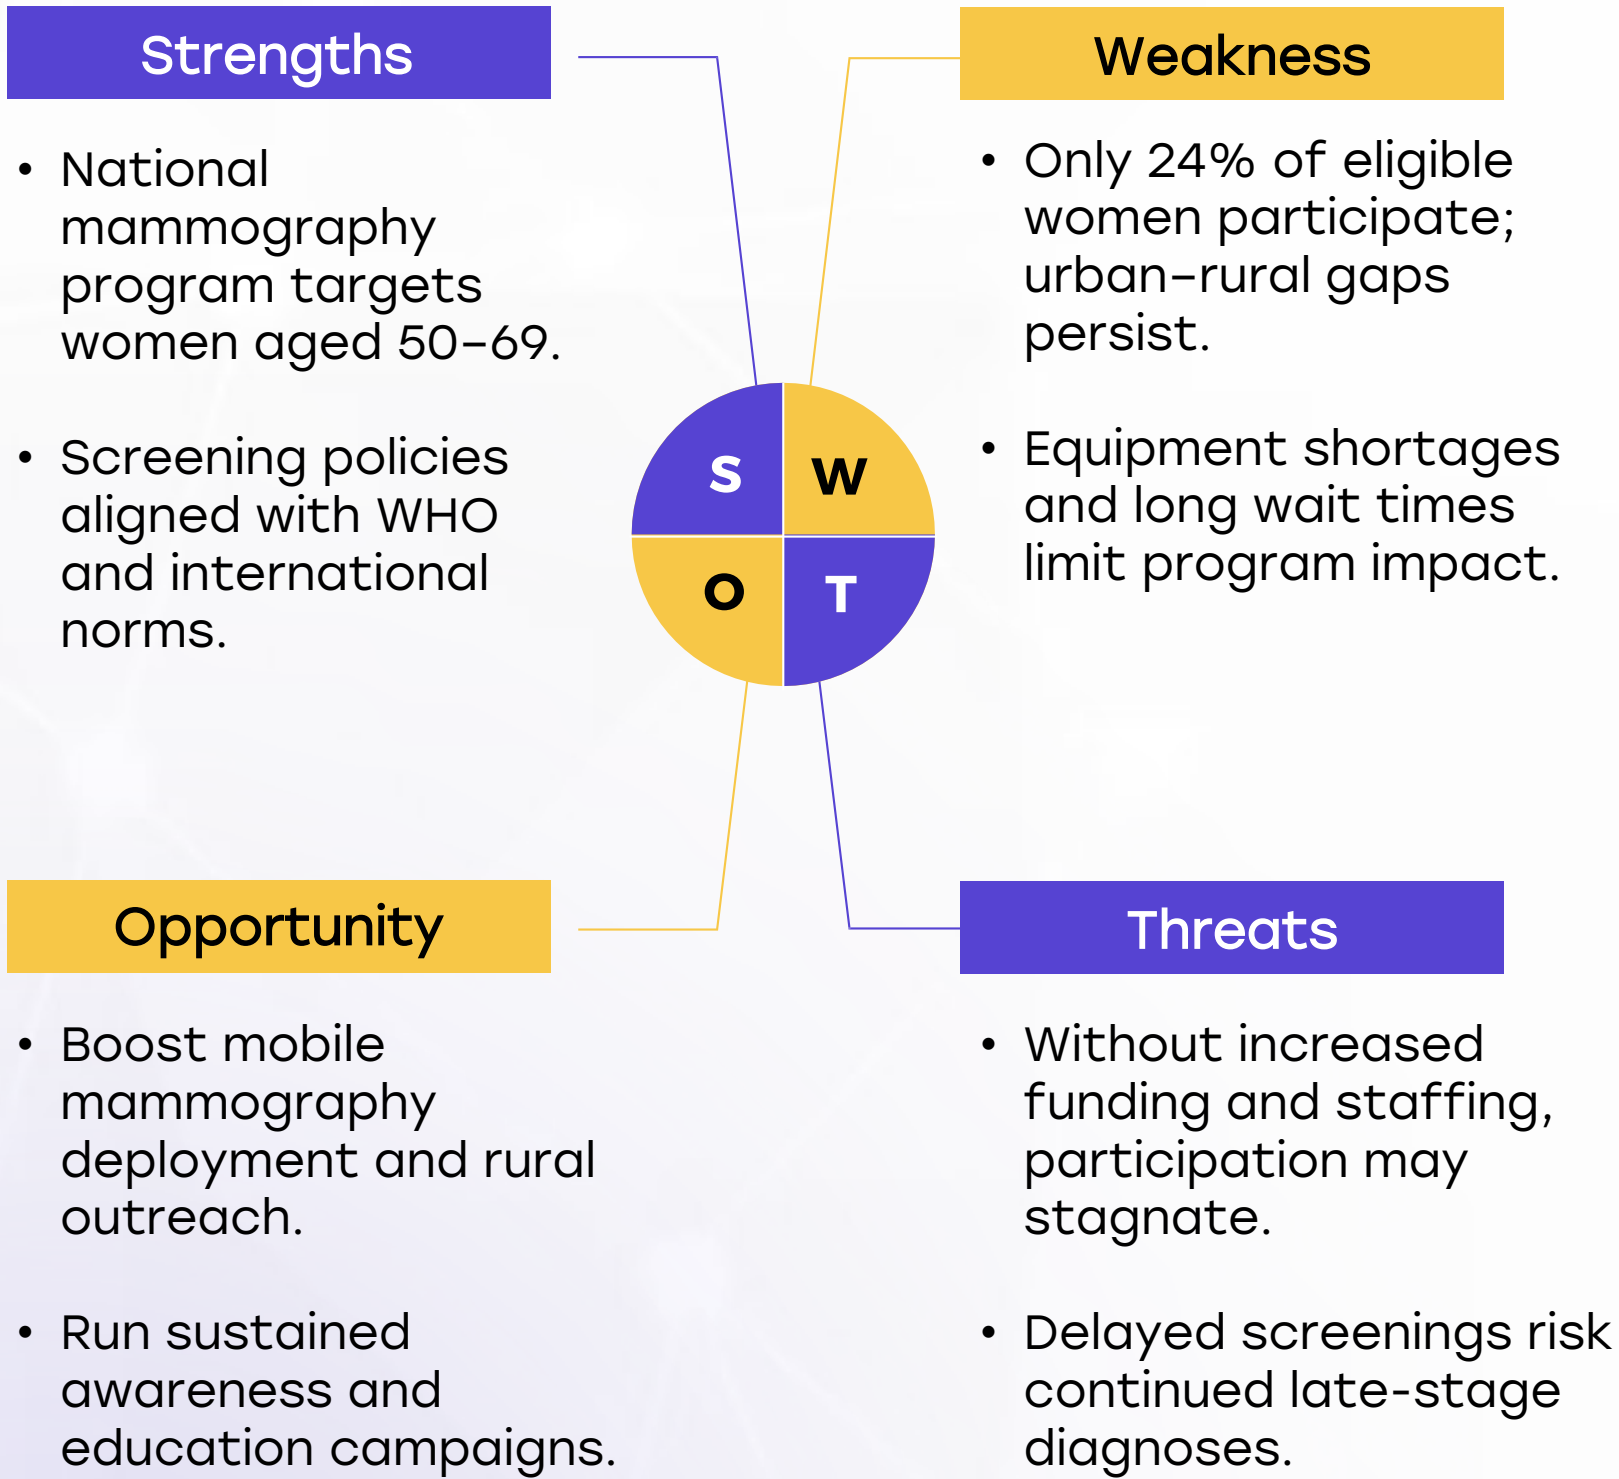 Strengths
• National
mammography
program targets
women aged 50–69.
• Screening policies
aligned with WHO
and international
norms.
Weakness
• Only 24% of eligible
women participate;
urban–rural gaps
persist.
• Equipment shortages
and long wait times
limit program impact.
S
W
O
T
Opportunity
• Boost mobile
mammography
deployment and rural
outreach.
• Run sustained
awareness and
education campaigns.
Threats
• Without increased
funding and staffing,
participation may
stagnate.
• Delayed screenings risk
continued late-stage
diagnoses.